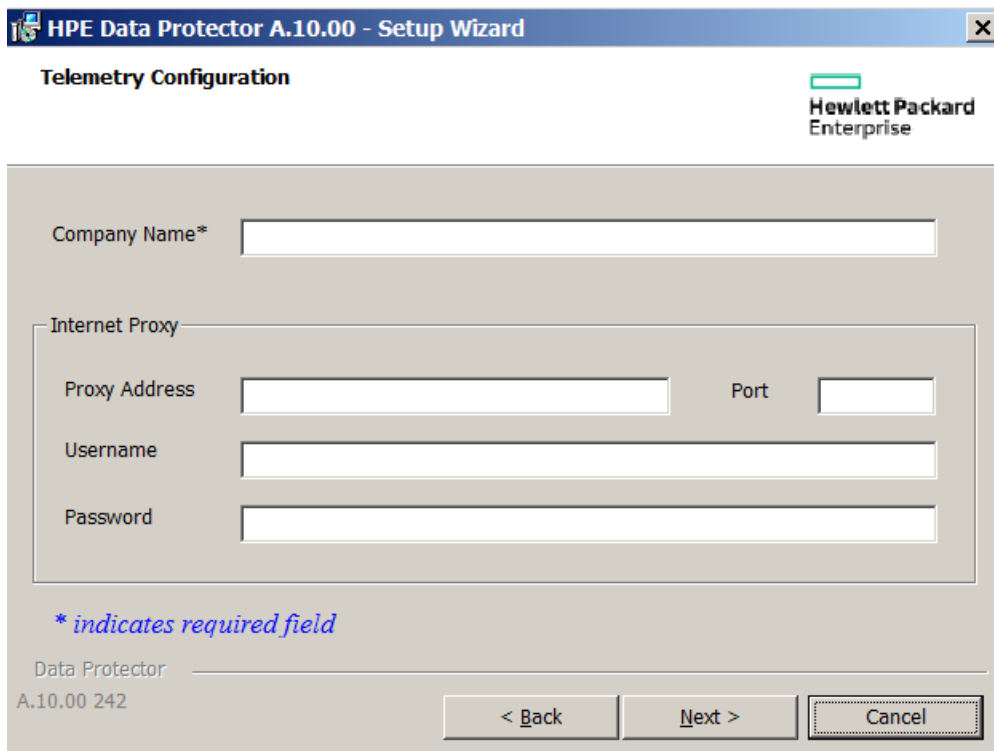 HPE Data Protector A.10.00 - Setup Wizard
Telemetry Configuration
Hewlett Packard
Enterprise
Company Name*
Internet Proxy
Proxy Address
Port
Username
Password
* indicates required field
Data Protector
A.10.00 242
< Back
Next >
Cancel